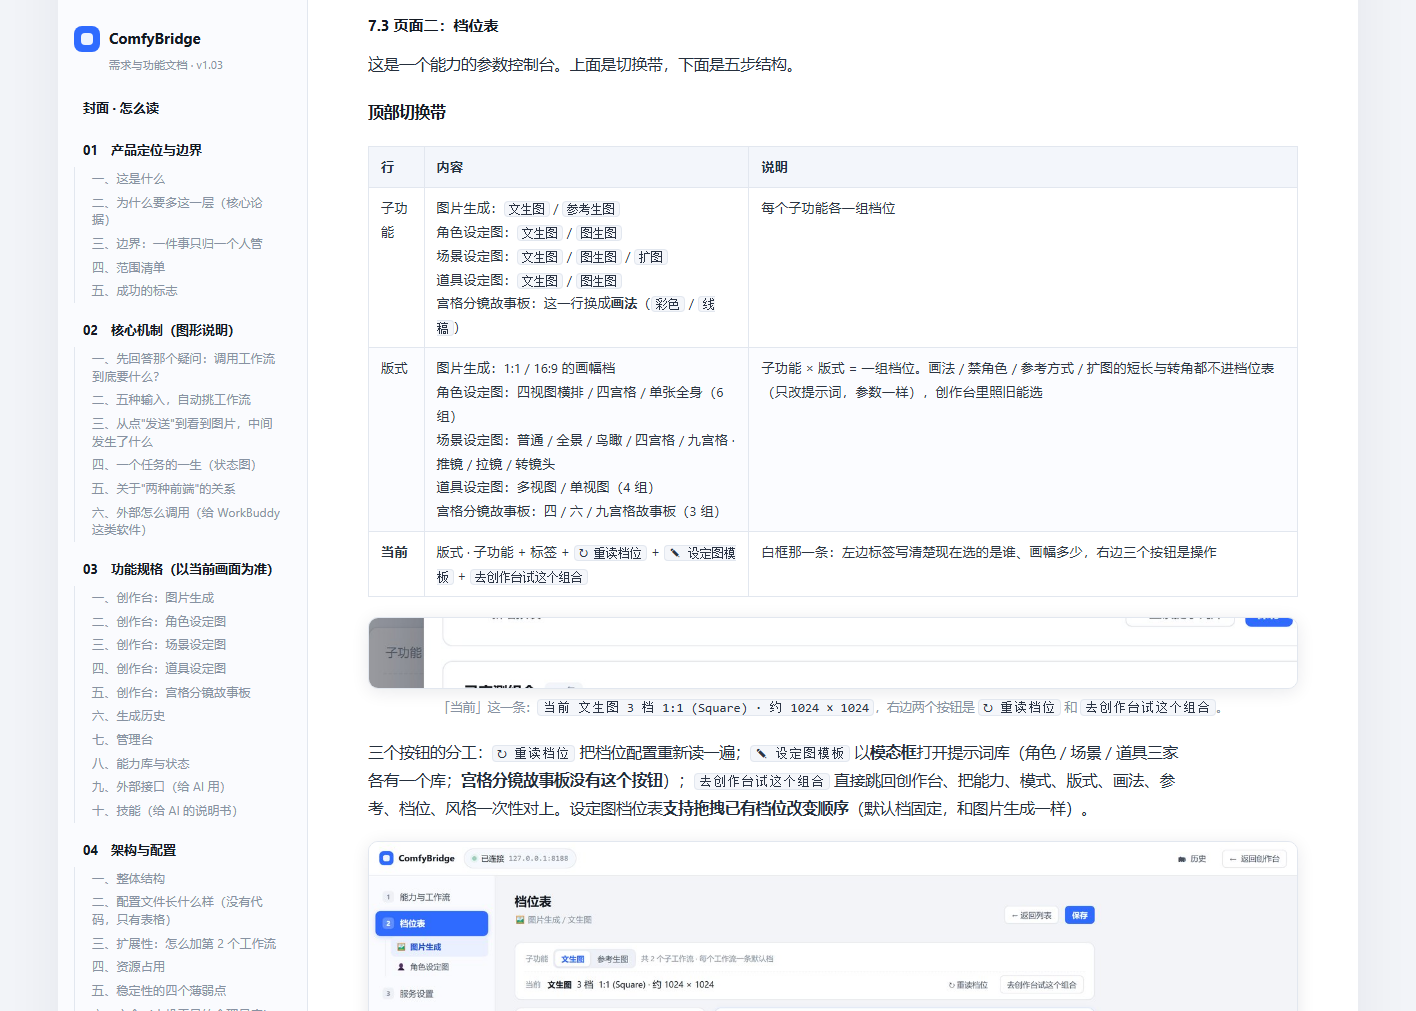 ComfyBridge
需求与功能文档 · v1.03
封面 · 怎么读
01 产品定位与边界
一、这是什么
二、为什么要多这一层（核心论
据）
三、边界：一件事只归一个人管
四、范围清单
五、成功的标志
02 核心机制（图形说明）
一、先回答那个疑问：调用工作流
到底要什么？
二、五种输入，自动挑工作流
三、从点"发送"到看到图片，中间
发生了什么
四、一个任务的一生（状态图）
五、关于"两种前端"的关系
六、外部怎么调用（给 WorkBuddy
这类软件）
03 功能规格（以当前画面为准）
一、创作台：图片生成
二、创作台：角色设定图
三、创作台：场景设定图
四、创作台：道具设定图
五、创作台：宫格分镜故事板
六、生成历史
七、管理台
八、能力库与状态
九、外部接口（给 AI 用）
十、技能（给 AI 的说明书）
04 架构与配置
一、整体结构
二、配置文件长什么样（没有代
码，只有表格）
三、扩展性：怎么加第 2 个工作流
四、资源占用
五、稳定性的四个薄弱点
7.3 页面二：档位表
这是一个能力的参数控制台。上面是切换带，下面是五步结构。
顶部切换带
行 内容 说明
子功
能
图片生成：文生图 / 参考生图
角色设定图：文生图 / 图生图
场景设定图：文生图 / 图生图 / 扩图
道具设定图：文生图 / 图生图
宫格分镜故事板：这一行换成画法（彩色 / 线
稿）
每个子功能各一组档位
版式
图片生成：1:1 / 16:9 的画幅档
角色设定图：四视图横排 / 四宫格 / 单张全身（6
组）
场景设定图：普通 / 全景 / 鸟瞰 / 四宫格 / 九宫格 ·
推镜 / 拉镜 / 转镜头
道具设定图：多视图 / 单视图（4 组）
宫格分镜故事板：四 / 六 / 九宫格故事板（3 组）
子功能 × 版式 = 一组档位。画法 / 禁角色 / 参考方式 / 扩图的短长与转角都不进档位表
（只改提示词，参数一样），创作台里照旧能选
当前
版式 · 子功能 + 标签 + ↻ 重读档位 + ✎ 设定图模
板 + 去创作台试这个组合
白框那一条：左边标签写清楚现在选的是谁、画幅多少，右边三个按钮是操作
子功能
「当前」这一条：当前 文生图 3 档 1:1 (Square) · 约 1024 x 1024，右边两个按钮是 ↻ 重读档位 和 去创作台试这个组合。
三个按钮的分工：↻ 重读档位 把档位配置重新读一遍；✎ 设定图模板 以模态框打开提示词库（角色 / 场景 / 道具三家
各有一个库；宫格分镜故事板没有这个按钮）；去创作台试这个组合 直接跳回创作台、把能力、模式、版式、画法、参
考、档位、风格一次性对上。设定图档位表支持拖拽已有档位改变顺序（默认档固定，和图片生成一样）。
ComfyBridge 已连接 127.0.0.1:8188 历史 ← 返回创作台
1 能力与工作流
2 档位表
图片生成
角色设定图
3 服务设置
档位表
图片生成 / 文生图
← 返回列表 保存
子功能 文生图 参考生图 共 2 个子工作流 · 每个工作流一条默认档
当前 文生图 3 档 1:1 (Square) · 约 1024 × 1024 ↻ 重读档位 去创作台试这个组合